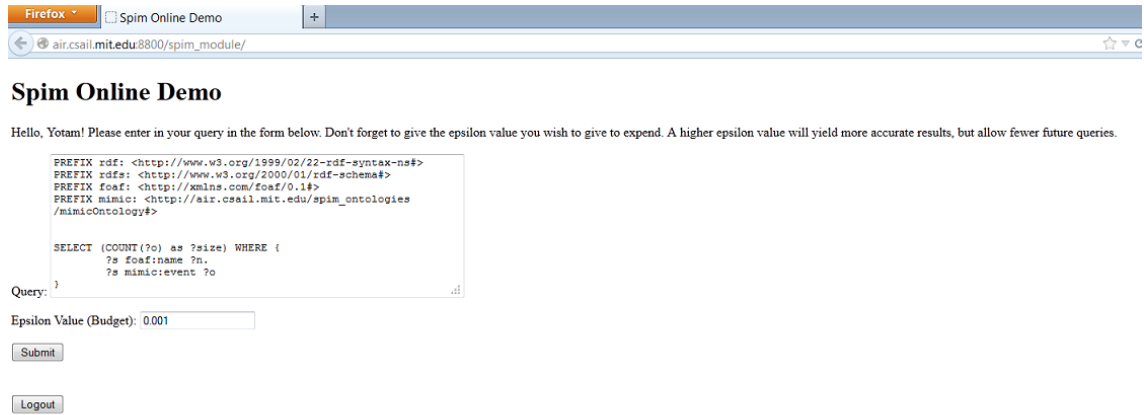 Firefox
Spim Online Demo
+
air.csail.mit.edu:8800/spim_module/
Spim Online Demo
Hello, Yotam! Please enter in your query in the form below. Don't forget to give the epsilon value you wish to give to expend. A higher epsilon value will yield more accurate results, but allow fewer future queries.
PREFIX rdf: <http://www.w3.org/1999/02/22-rdf-syntax-ns#>
PREFIX rdfs: <http://www.w3.org/2000/01/rdf-schema#>
PREFIX foaf: <http://xmlns.com/foaf/0.1#>
PREFIX mimic: <http://air.csail.mit.edu/spim_ontologies
/mimicOntology#>
SELECT (COUNT(?o) as ?size) WHERE {
?s foaf:name ?n.
?s mimic:event ?o
}
Query:
Epsilon Value (Budget): 0.001
Submit
Logout